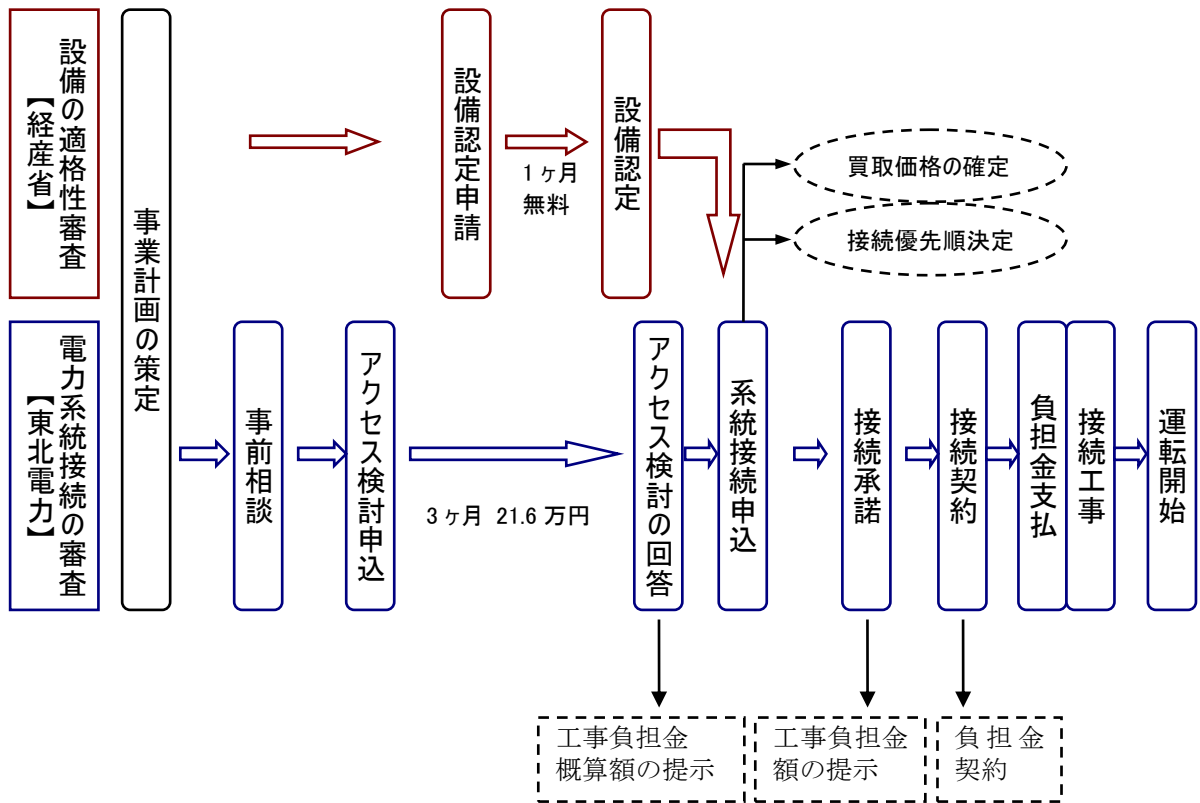 設備の適格性審査
【経産省】
事業計画の策定
設備認定申請
1ヶ月
無料
設備認定
買取価格の確定
接続優先順決定
電力系統接続の審査
【東北電力】
事前相談
アクセス検討申込
3ヶ月 21.6万円
アクセス検討の回答
系統接続申込
接続承諾
接続契約
負担金支払
接続工事
運転開始
工事負担金
概算額の提示
工事負担金
額の提示
負担金
契約